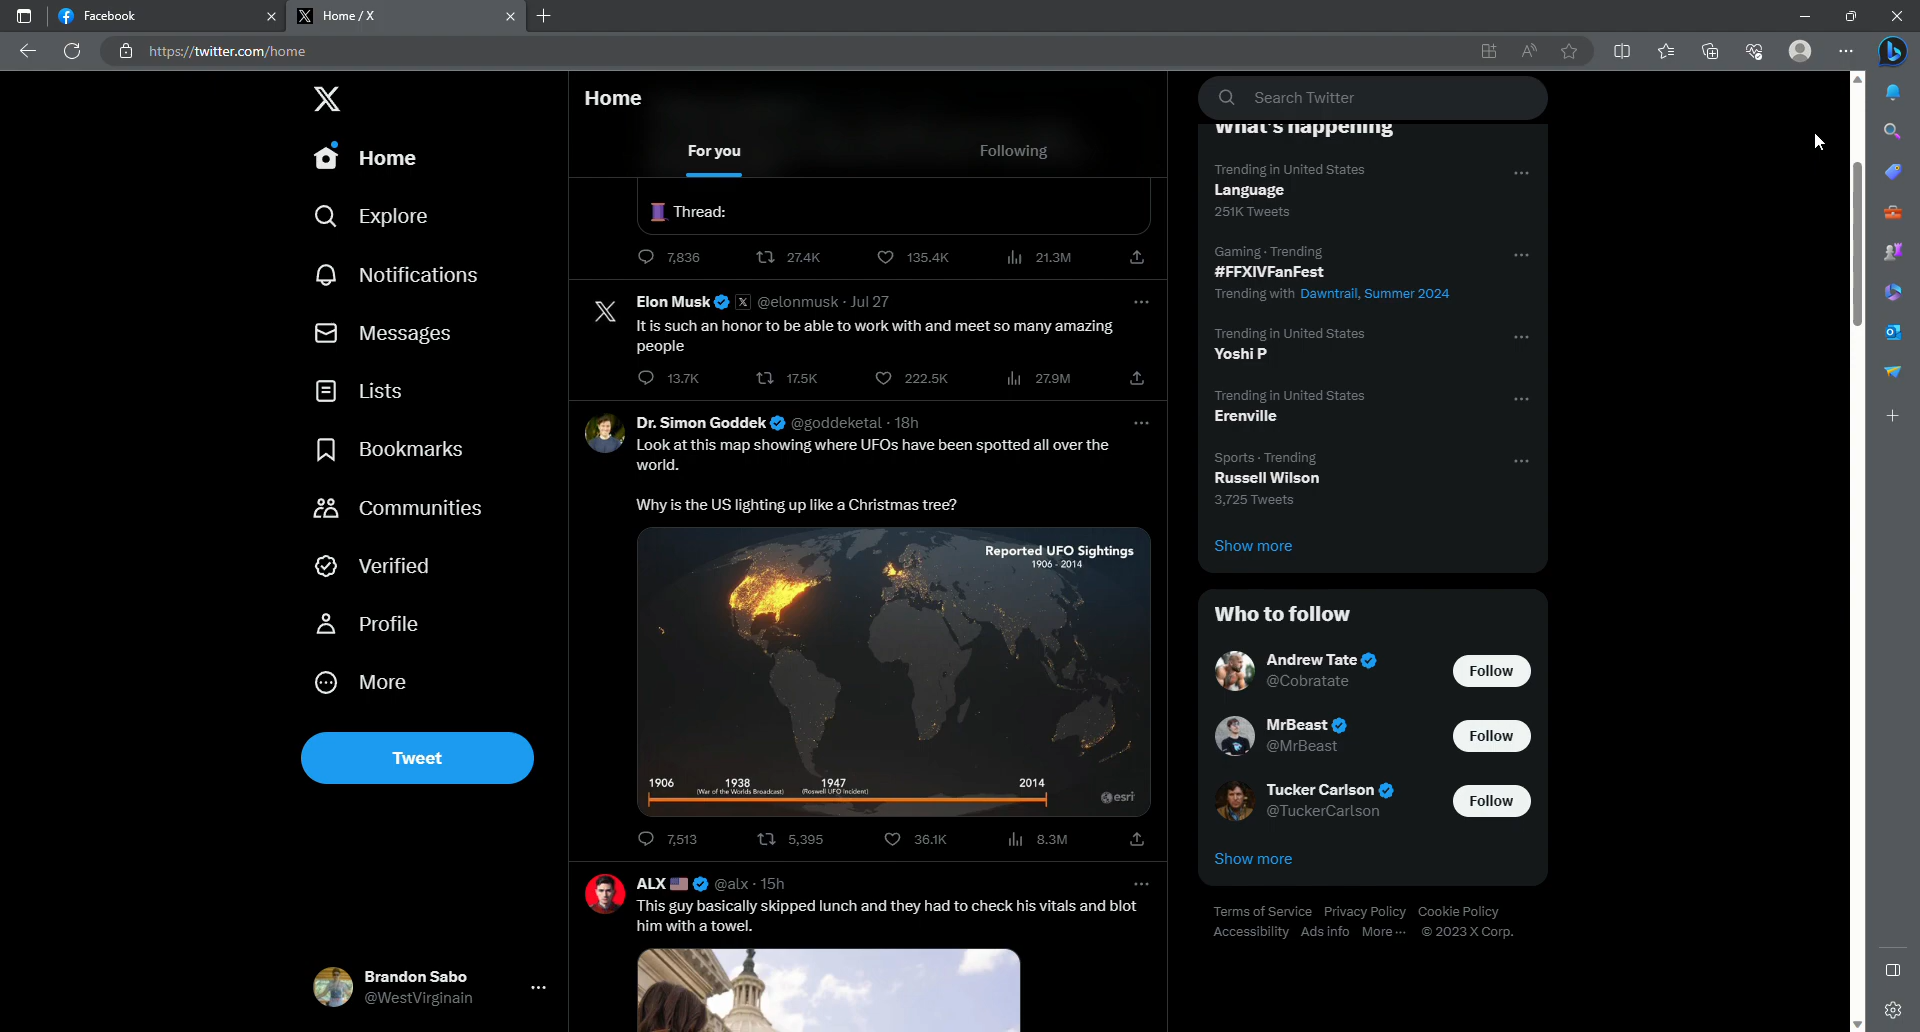 Facebook
Home / X
https://twitter.com/home
Home
Explore
Notifications
Messages
Lists
Bookmarks
Communities
Verified
Profile
More
Tweet
Brandon Sabo
@WestVirginain
Home
For you
Following
Thread:
7,836 27.4K 135.4K 21.3M
Elon Musk @elonmusk · Jul 27
It is such an honor to be able to work with and meet so many amazing
people
13.7K 17.5K 222.5K 27.9M
Dr. Simon Goddek @goddeketal · 18h
Look at this map showing where UFOs have been spotted all over the
world.
Why is the US lighting up like a Christmas tree?
Reported UFO Sightings
1906 - 2014
1906 1938 1947 2014
(War of the Worlds Broadcast) (Roswell UFO Incident)
esri
7,513 5,395 36.1K 8.3M
ALX @alx · 15h
This guy basically skipped lunch and they had to check his vitals and blot
him with a towel.
Search Twitter
What's happening
Trending in United States
Language
251K Tweets
Gaming · Trending
#FFXIVFanFest
Trending with Dawntrail, Summer 2024
Trending in United States
Yoshi P
Trending in United States
Erenville
Sports · Trending
Russell Wilson
3,725 Tweets
Show more
Who to follow
Andrew Tate
@Cobratate
Follow
MrBeast
@MrBeast
Follow
Tucker Carlson
@TuckerCarlson
Follow
Show more
Terms of Service Privacy Policy Cookie Policy
Accessibility Ads info More ··· © 2023 X Corp.